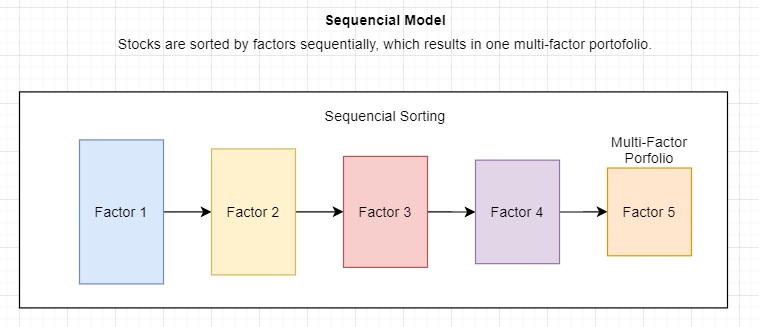 Sequencial Model
Stocks are sorted by factors sequentially, which results in one multi-factor portofolio.
Sequencial Sorting
Multi-Factor
Porfolio
Factor 1
Factor 2
Factor 3
Factor 4
Factor 5